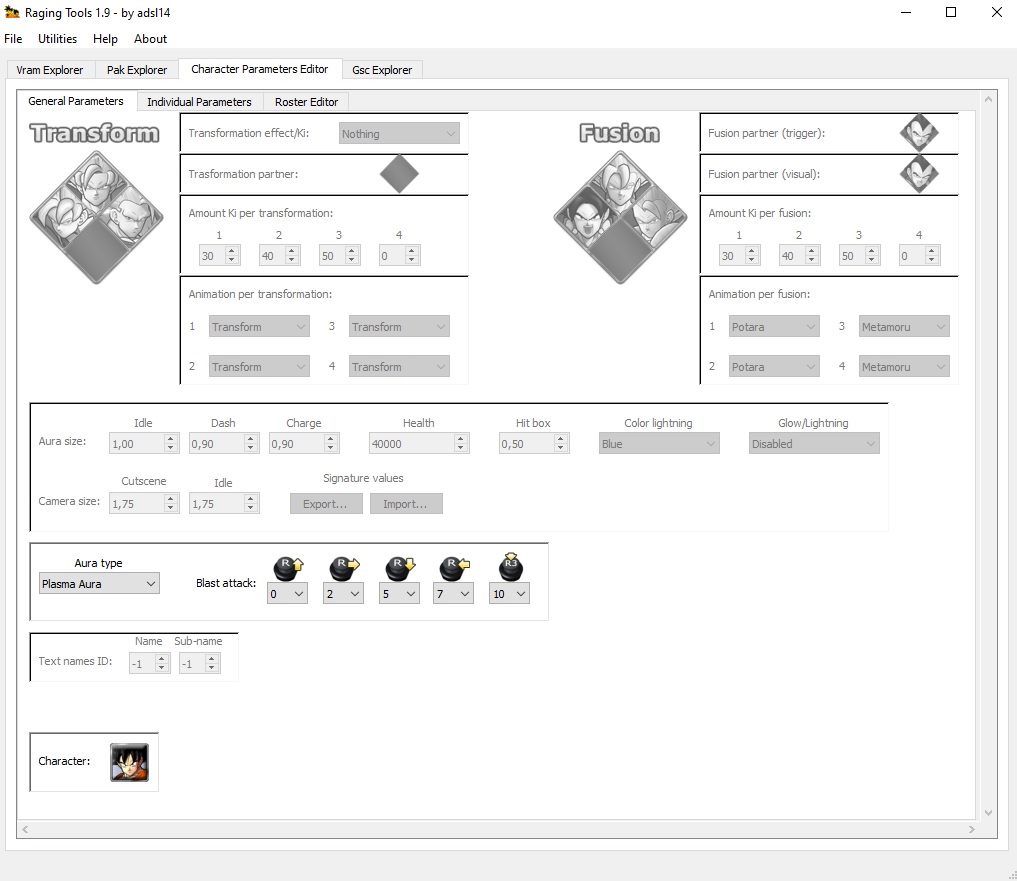 Raging Tools 1.9 - by adsl14
File Utilities Help About
Vram Explorer Pak Explorer Character Parameters Editor Gsc Explorer
General Parameters Individual Parameters Roster Editor
Transform
Transformation effect/Ki: Nothing
Trasformation partner:
Amount Ki per transformation:
1 2 3 4
30 40 50 0
Animation per transformation:
1 Transform 3 Transform
2 Transform 4 Transform
Fusion
Fusion partner (trigger):
Fusion partner (visual):
Amount Ki per fusion:
1 2 3 4
30 40 50 0
Animation per fusion:
1 Potara 3 Metamoru
2 Potara 4 Metamoru
Idle Dash Charge Health Hit box Color lightning Glow/Lightning
Aura size: 1,00 0,90 0,90 40000 0,50 Blue Disabled
Cutscene Idle Signature values
Camera size: 1,75 1,75 Export... Import...
Aura type R R R R R3
Plasma Aura Blast attack: 0 2 5 7 10
Name Sub-name
Text names ID: -1 -1
Character: